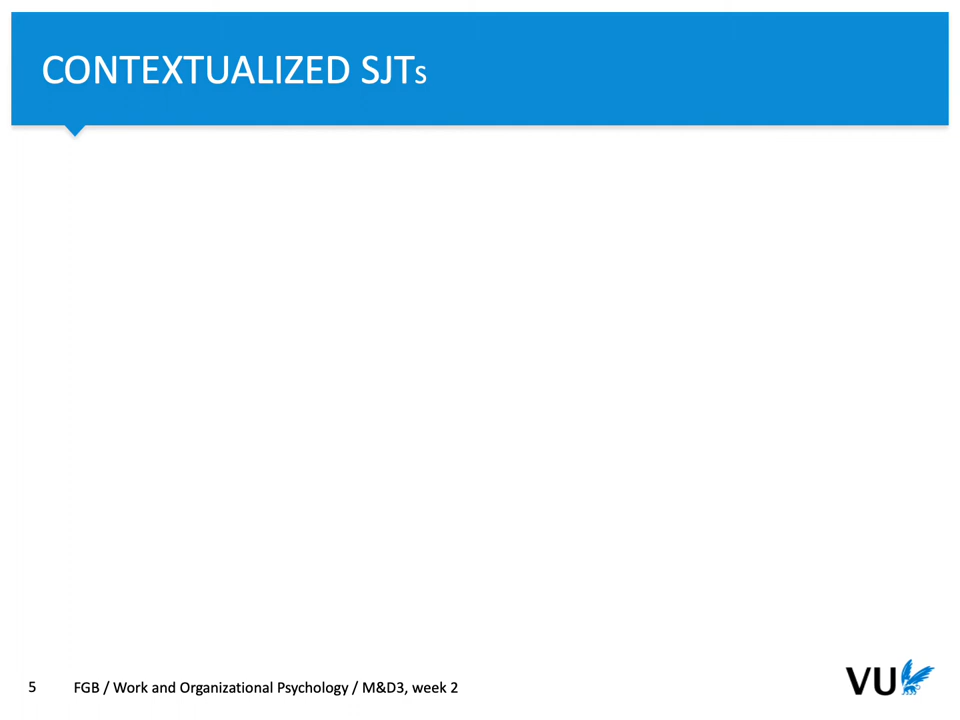 CONTEXTUALIZED SJTs
5 FGB / Work and Organizational Psychology / M&D3, week 2
VU